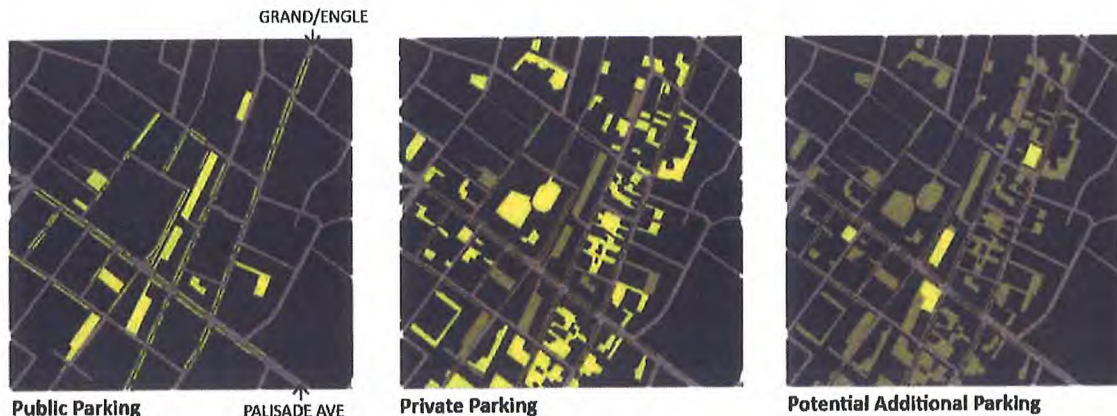 GRAND/ENGLE
Public Parking
PALISADE AVE
Private Parking
Potential Additional Parking